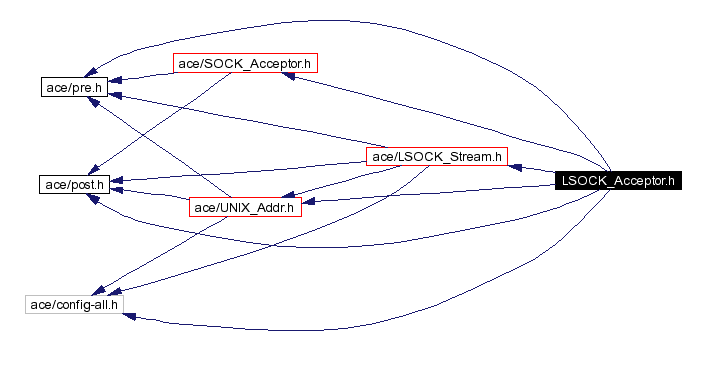 ace/SOCK_Acceptor.h
ace/pre.h
ace/LSOCK_Stream.h
LSOCK_Acceptor.h
ace/post.h
ace/UNIX_Addr.h
ace/config-all.h